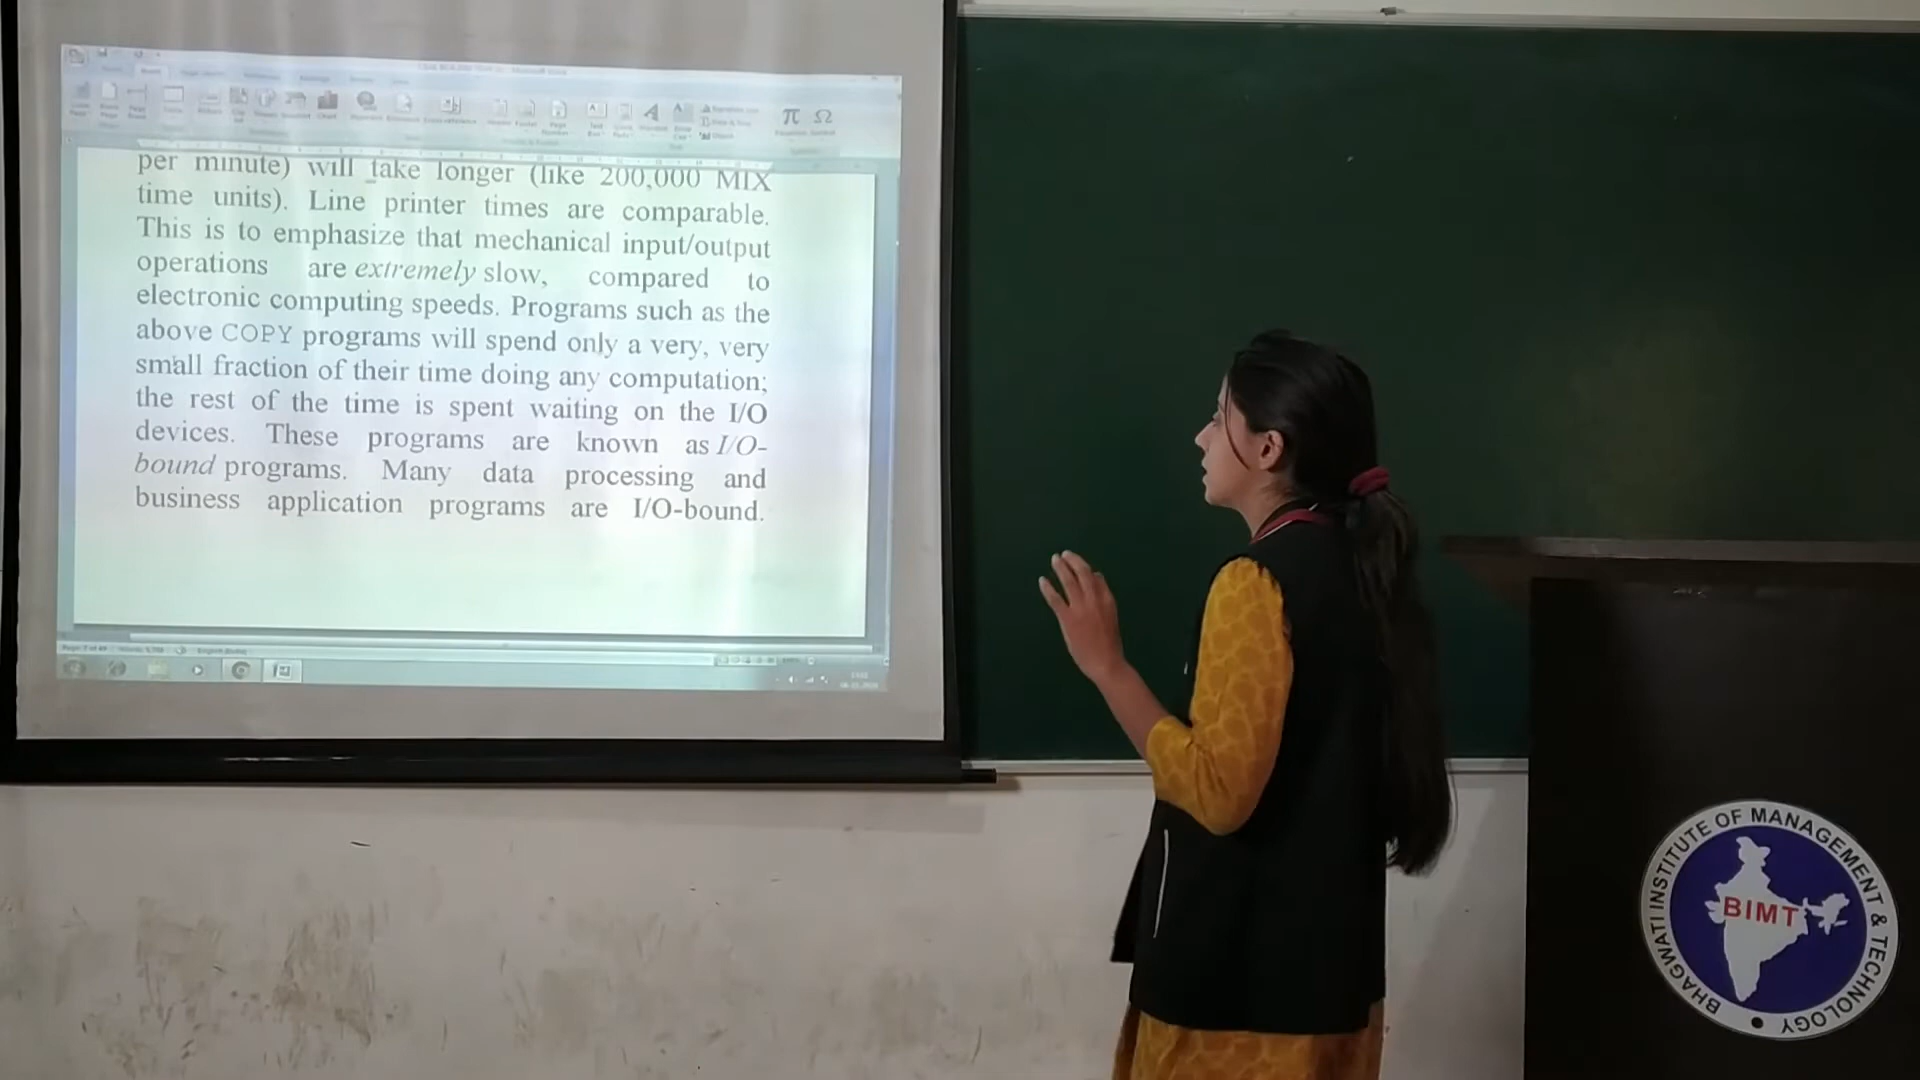 per minute) will take longer (like 200,000 MIX
time units). Line printer times are comparable.
This is to emphasize that mechanical input/output
operations are extremely slow, compared to
electronic computing speeds. Programs such as the
above COPY programs will spend only a very, very
small fraction of their time doing any computation;
the rest of the time is spent waiting on the I/O
devices. These programs are known as I/O-
bound programs. Many data processing and
business application programs are I/O-bound.
BHAGWATI INSTITUTE OF MANAGEMENT & TECHNOLOGY
BIMT